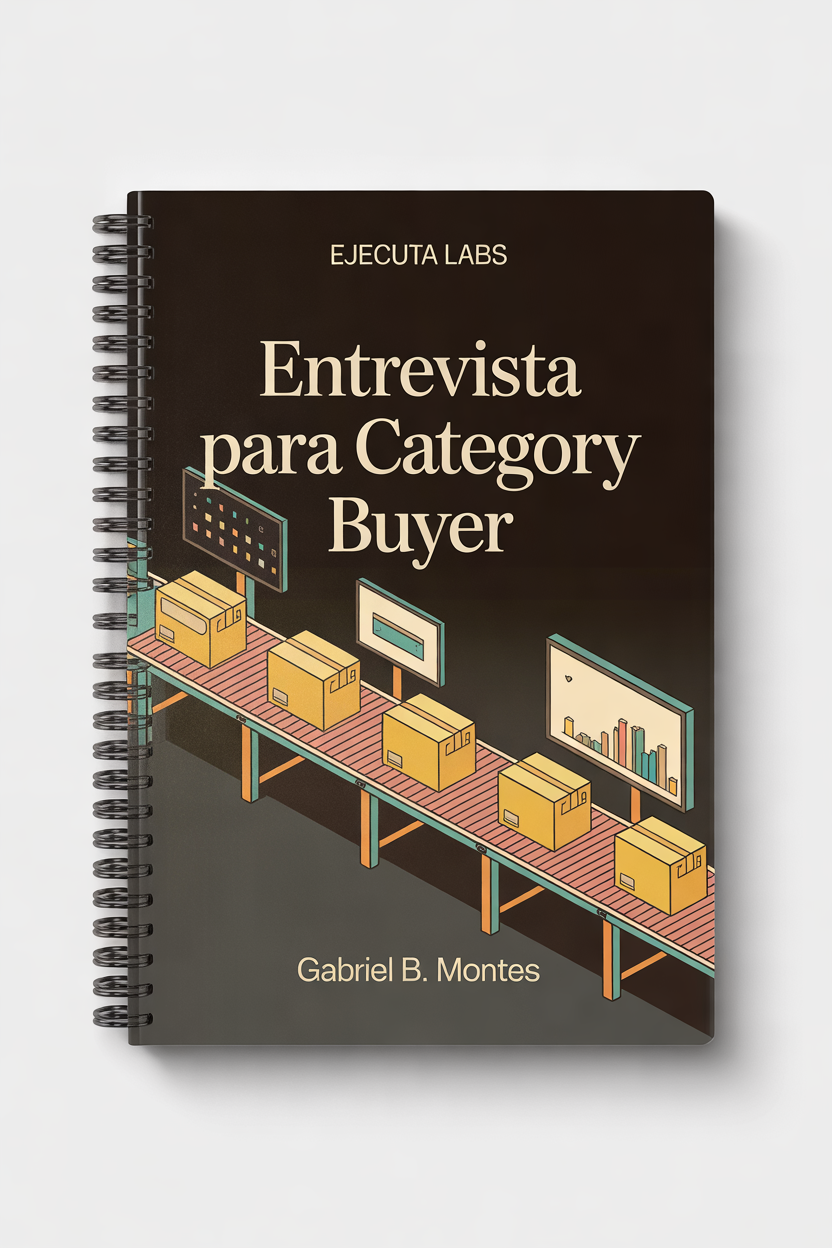 EJECUTA LABS
Entrevista
para Category
Buyer
Gabriel B. Montes